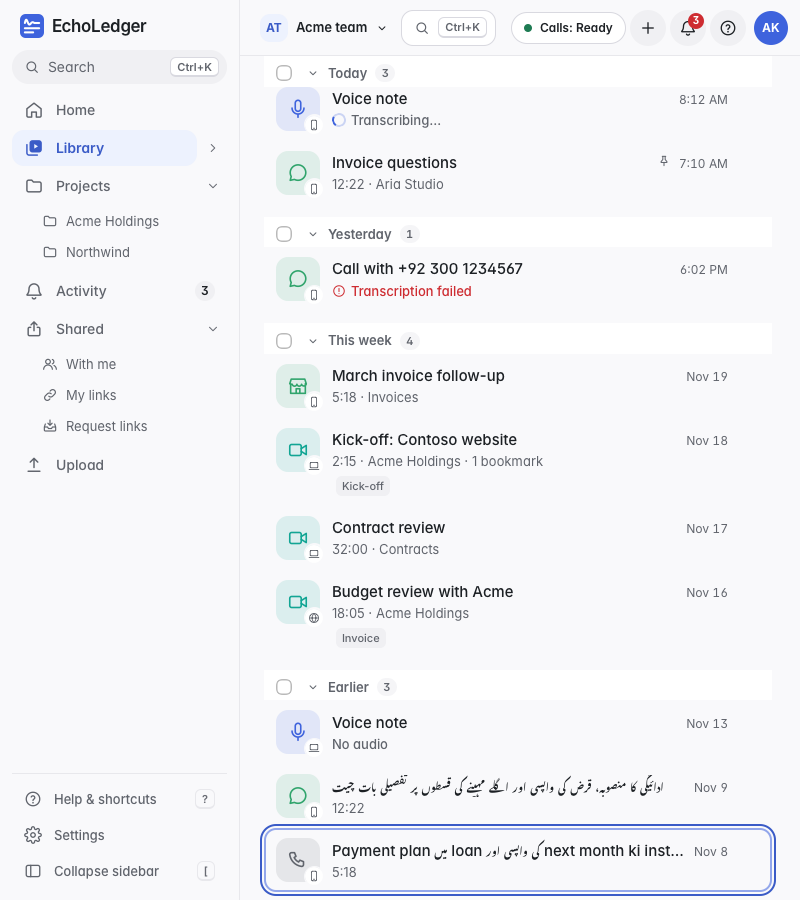 EchoLedger
Search Ctrl+K
Home
Library
Projects
Acme Holdings
Northwind
Activity 3
Shared
With me
My links
Request links
Upload
Help & shortcuts ?
Settings
Collapse sidebar [
AT Acme team Ctrl+K Calls: Ready 3 AK
Today 3
Voice note 8:12 AM
Transcribing...
Invoice questions 7:10 AM
12:22 · Aria Studio
Yesterday 1
Call with +92 300 1234567 6:02 PM
Transcription failed
This week 4
March invoice follow-up Nov 19
5:18 · Invoices
Kick-off: Contoso website Nov 18
2:15 · Acme Holdings · 1 bookmark
Kick-off
Contract review Nov 17
32:00 · Contracts
Budget review with Acme Nov 16
18:05 · Acme Holdings
Invoice
Earlier 3
Voice note Nov 13
No audio
ادائیگی کا منصوبہ، قرض کی واپسی اور اگلے مہینے کی قسطوں پر تفصیلی بات چیت Nov 9
12:22
Payment plan میں loan کی واپسی اور next month ki inst... Nov 8
5:18